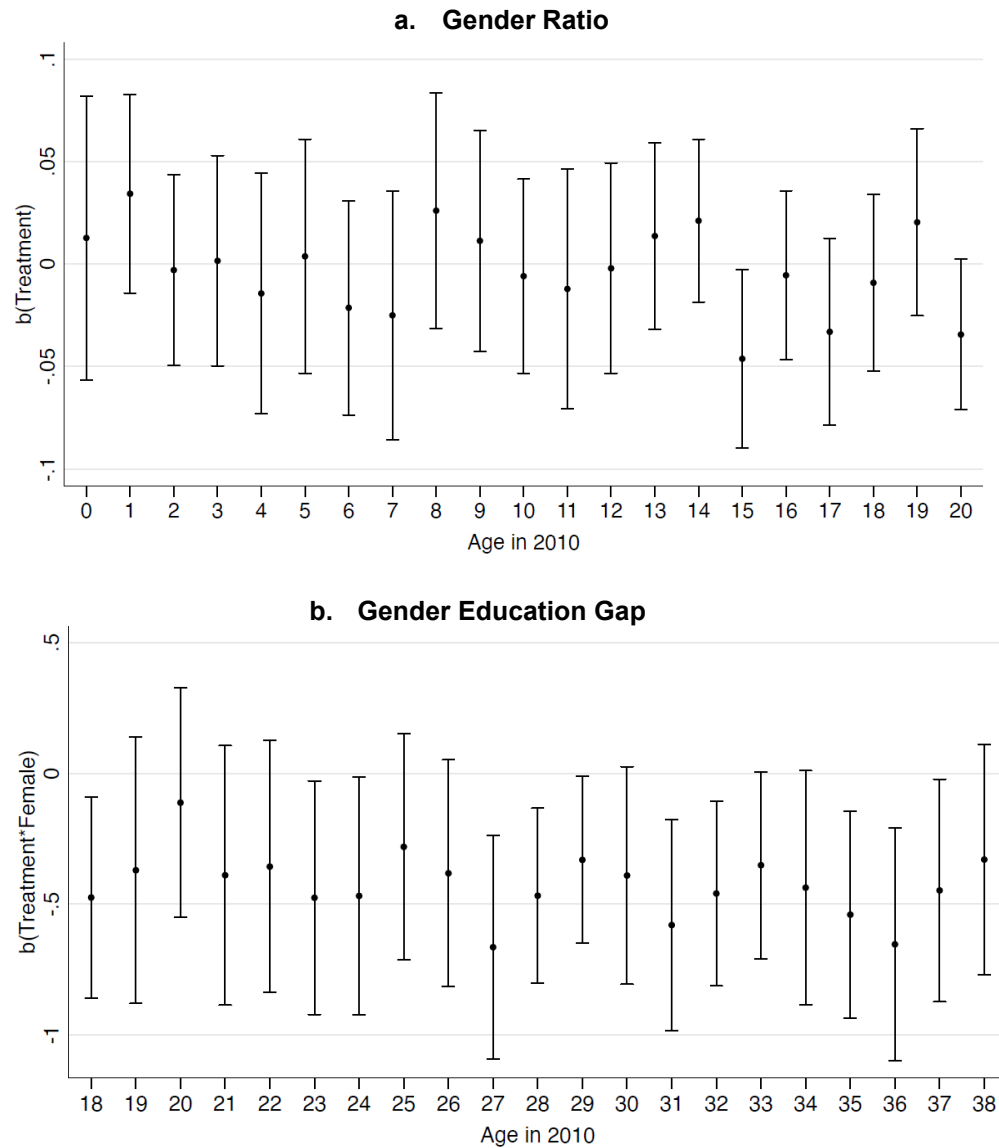 a. Gender Ratio
.1
.05
0
-.05
-.1
b(Treatment)
0 1 2 3 4 5 6 7 8 9 10 11 12 13 14 15 16 17 18 19 20
Age in 2010
b. Gender Education Gap
.5
0
-.5
-1
b(Treatment*Female)
18 19 20 21 22 23 24 25 26 27 28 29 30 31 32 33 34 35 36 37 38
Age in 2010